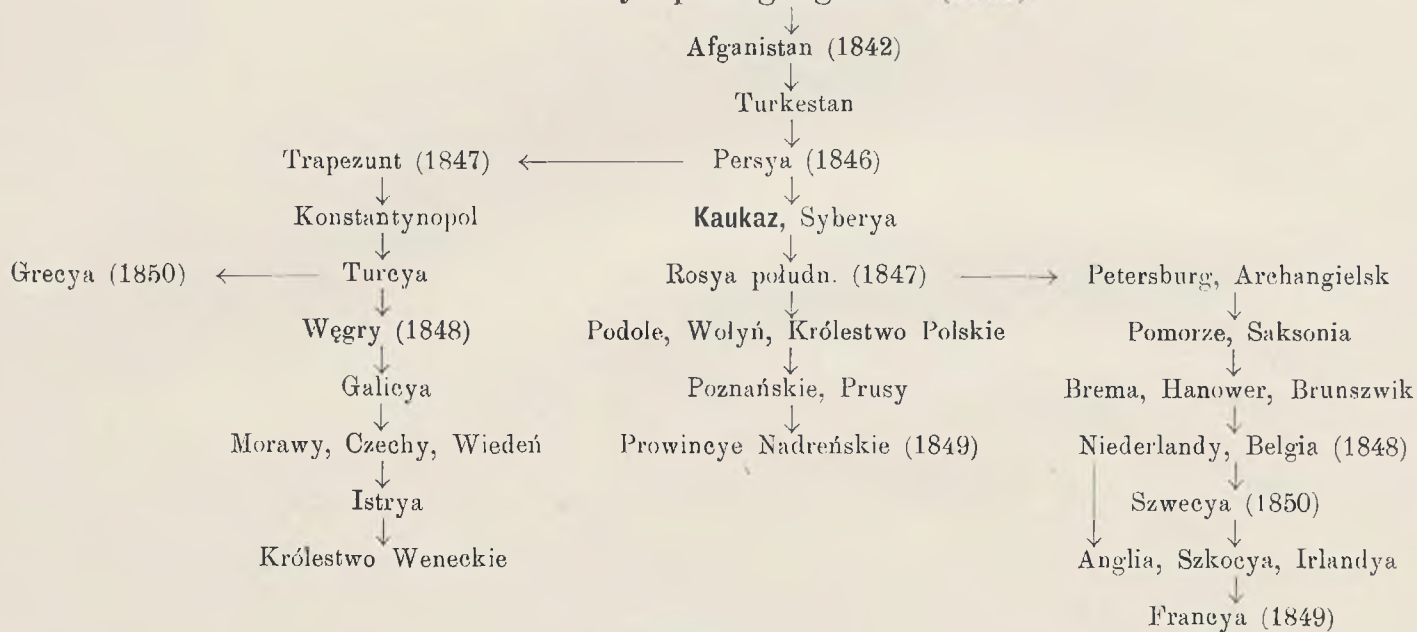 Afganistan (1842)
Turkestan
Trapezunt (1847) ← Persya (1846)
Konstantynopol Kaukaz, Syberya
Grecya (1850) ← Turcya Rosya połudn. (1847) → Petersburg, Archangielsk
Węgry (1848) Podole, Wołyń, Królestwo Polskie Pomorze, Saksonia
Galicya Poznańskie, Prusy Brema, Hanower, Brunszwik
Morawy, Czechy, Wiedeń Prowincye Nadreńskie (1849) Niederlandy, Belgia (1848)
Istrya Szwecya (1850)
Królestwo Weneckie Anglia, Szkocya, Irlandya
Francya (1849)